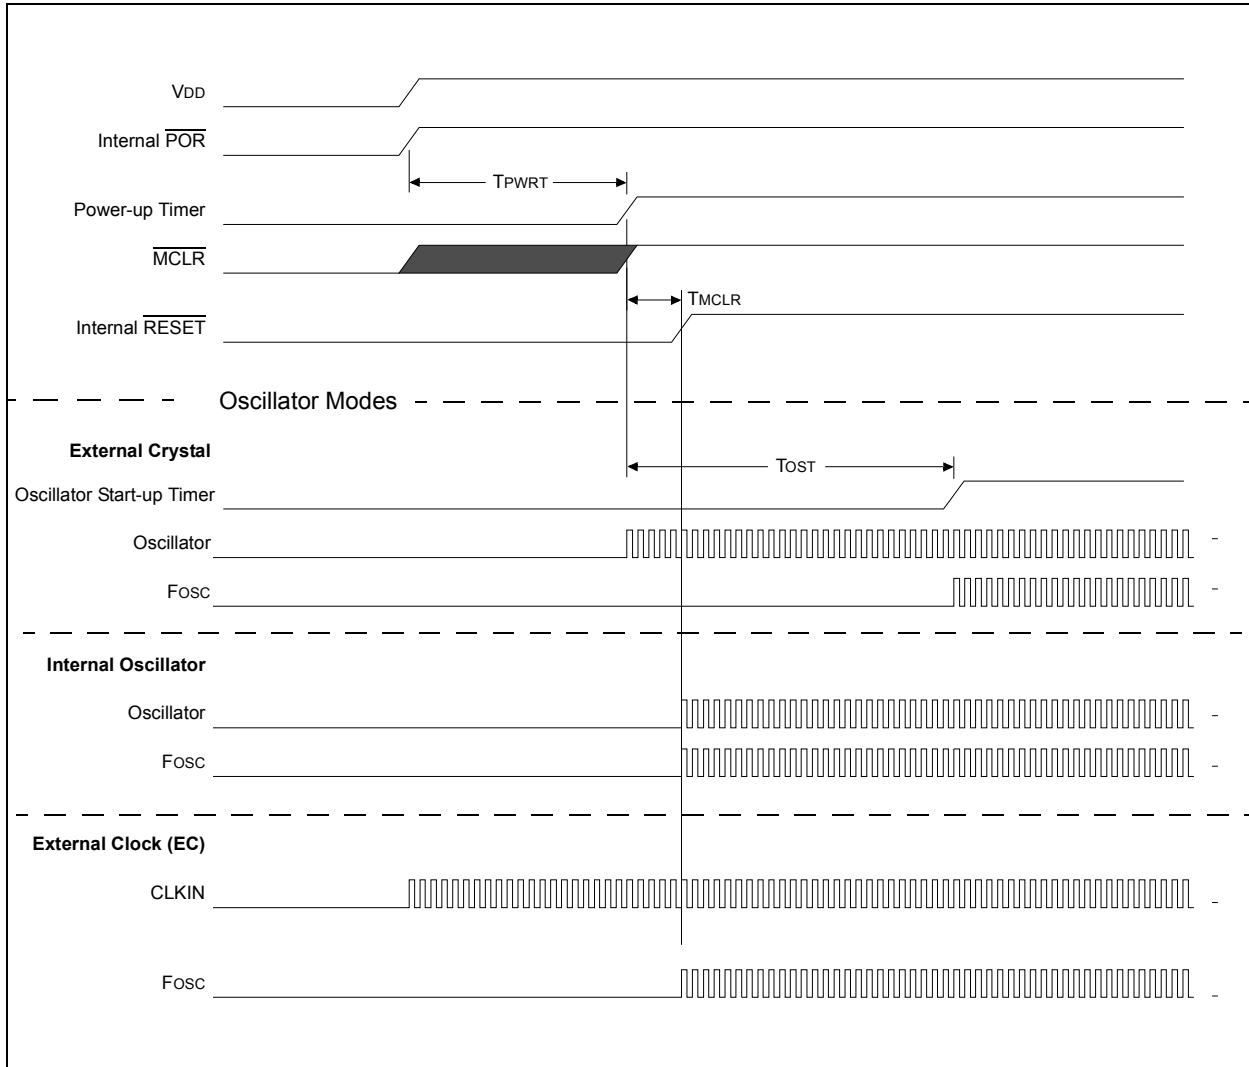 VDD
Internal POR
TPWRT
Power-up Timer
MCLR
TMCLR
Internal RESET
Oscillator Modes
External Crystal
TOST
Oscillator Start-up Timer
Oscillator
FOSC
Internal Oscillator
Oscillator
FOSC
External Clock (EC)
CLKIN
FOSC